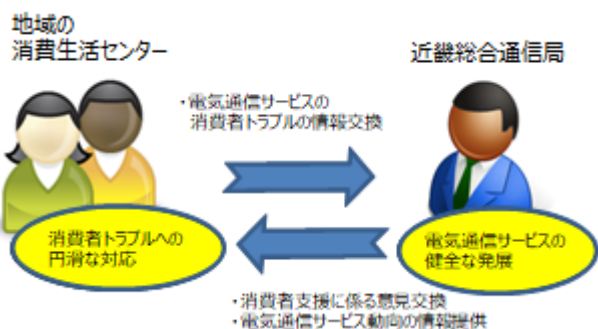 地域の
消費生活センター
近畿総合通信局
・電気通信サービスの
消費者トラブルの情報交換
消費者トラブルへの
円滑な対応
電気通信サービスの
健全な発展
・消費者支援に係る意見交換
・電気通信サービス動向の情報提供